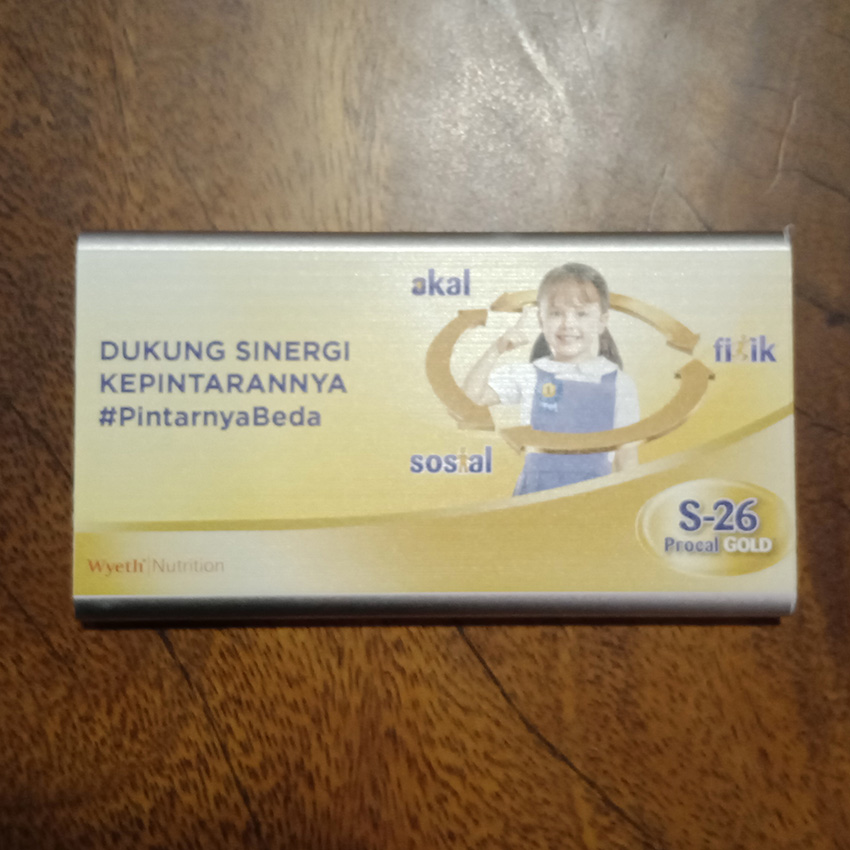 akal
DUKUNG SINERGI
KEPINTARANNYA
#PintarnyaBeda
fisik
sosial
S-26
Procal GOLD
Wyeth® Nutrition